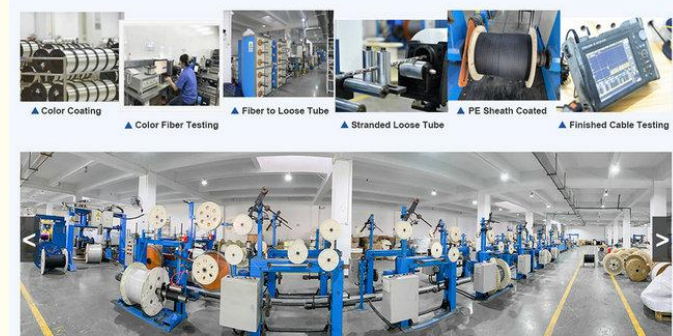 ▲ Color Coating
▲ Color Fiber Testing
▲ Fiber to Loose Tube
▲ Stranded Loose Tube
▲ PE Sheath Coated
▲ Finished Cable Testing
< >